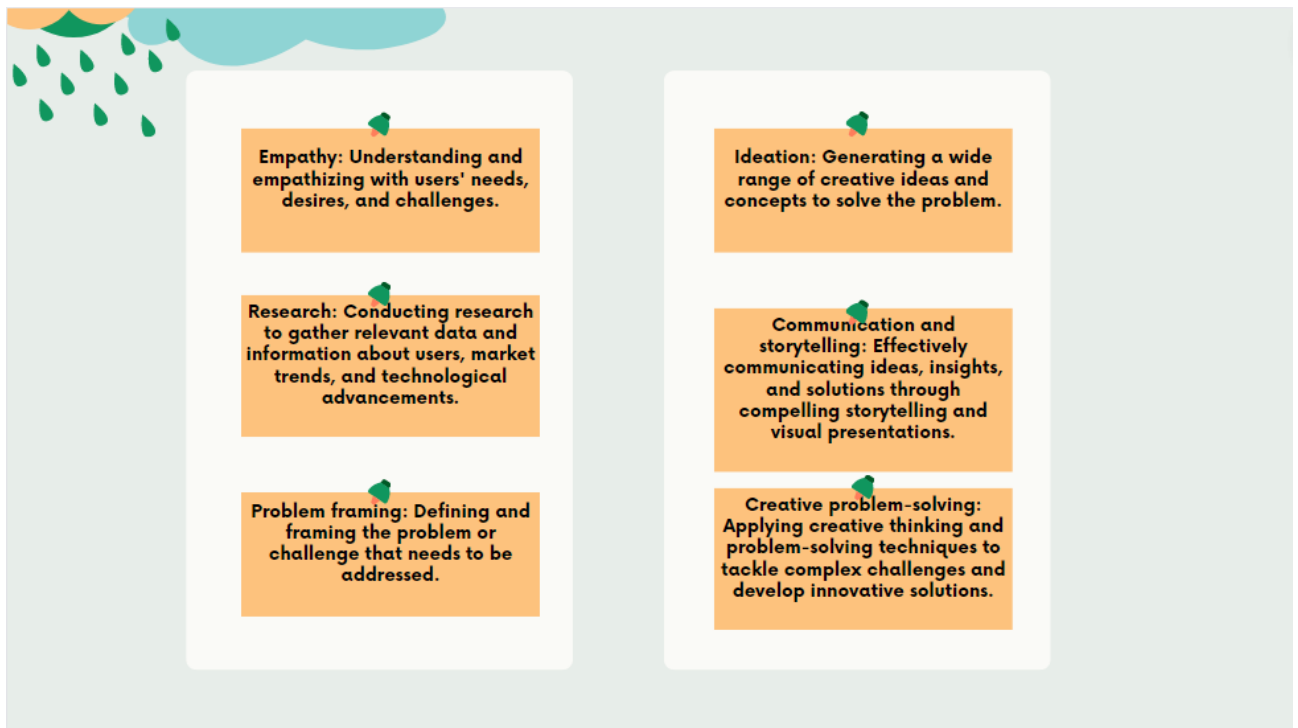 Empathy: Understanding and
empathizing with users' needs,
desires, and challenges.
Research: Conducting research
to gather relevant data and
information about users, market
trends, and technological
advancements.
Problem framing: Defining and
framing the problem or
challenge that needs to be
addressed.
Ideation: Generating a wide
range of creative ideas and
concepts to solve the problem.
Communication and
storytelling: Effectively
communicating ideas, insights,
and solutions through
compelling storytelling and
visual presentations.
Creative problem-solving:
Applying creative thinking and
problem-solving techniques to
tackle complex challenges and
develop innovative solutions.